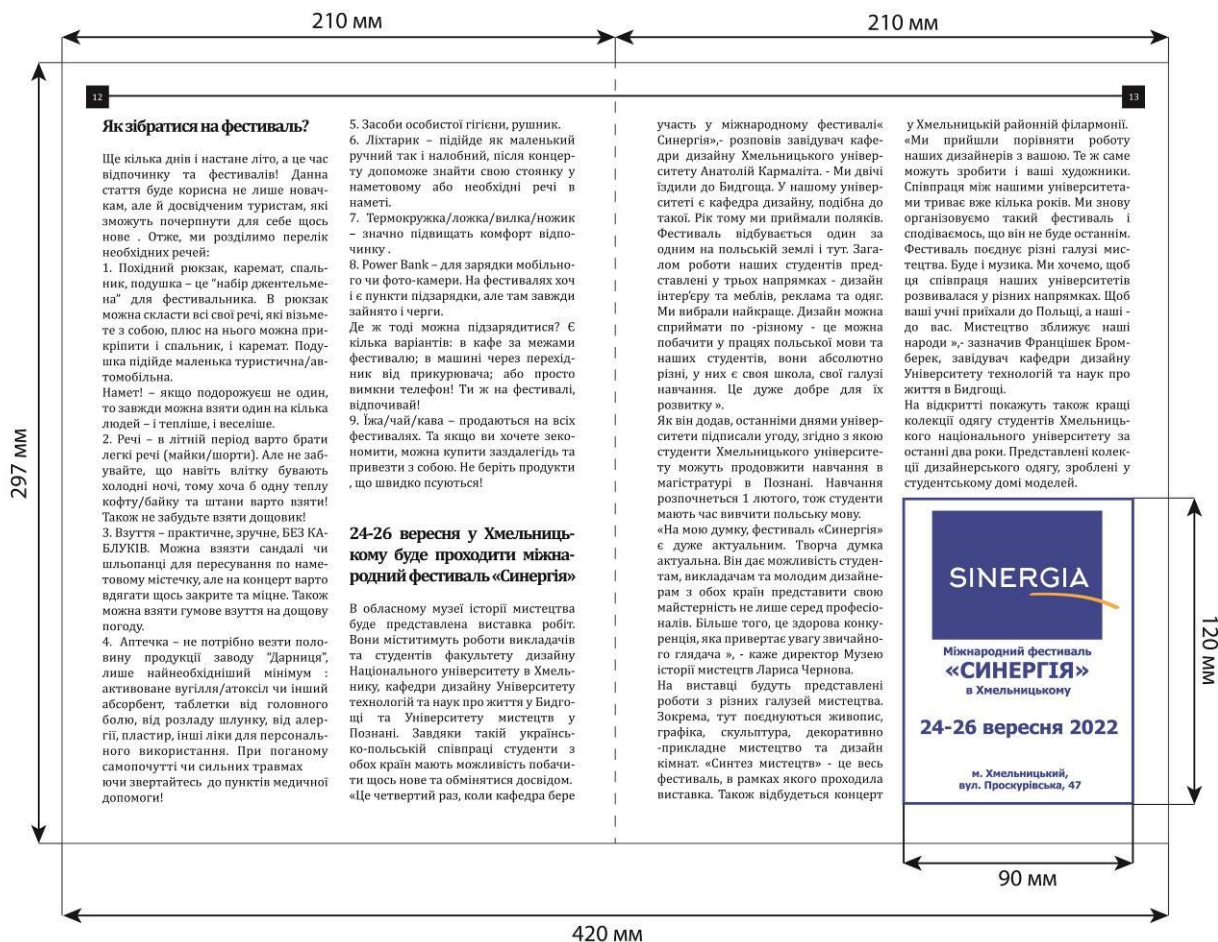 210 мм
210 мм
297 мм
12
Як зібратися на фестиваль?
Ще кілька днів і настане літо, а це час
відпочинку та фестивалів! Данна
стаття буде корисна не лише новач-
кам, але й досвідченим туристам, які
зможуть почерпнути для себе щось
нове . Отже, ми розділимо перелік
необхідних речей:
1. Похідний рюкзак, каремат, спаль-
ник, подушка – це “набір джентельме-
на” для фестивальника. В рюкзак
можна скласти всі свої речі, які візьме-
те з собою, плюс на нього можна при-
кріпити і спальник, і каремат. Поду-
шка підійде маленька туристична/ав-
томобільна.
Намет! – якщо подорожуєш не один,
то завжди можна взяти один на кілька
людей – і тепліше, і веселіше.
2. Речі – в літній період варто брати
легкі речі (майки/шорти). Але не заб-
увайте, що навіть влітку бувають
холодні ночі, тому хоча б одну теплу
кофту/байку та штани варто взяти!
Також не забудьте взяти дощовик!
3. Взуття – практичне, зручне, БЕЗ КА-
БЛУКІВ. Можна взязти сандалі чи
шльопанці для пересування по наме-
товому містечку, але на концерт варто
вдягати щось закрите та міцне. Також
можна взяти гумове взуття на дощову
погоду.
4. Аптечка – не потрібно везти поло-
вину продукції заводу “Дарниця”,
лише найнеобхідніший мінімум :
активоване вугілля/атоксіл чи інший
абсорбент, таблетки від головного
болю, від розладу шлунку, від алер-
гії, пластир, інші ліки для персональ-
ного використання. При поганому
самопочутті чи сильних травмах
ючи звертайтесь до пунктів медичної
допомоги!
5. Засоби особистої гігієни, рушник.
6. Ліхтарик – підійде як маленький
ручний так і налобний, після концер-
ту допоможе знайти свою стоянку у
наметовому або необхідні речі в
наметі.
7. Термокружка/ложка/вилка/ножик
– значно підвищать комфорт відпо-
чинку .
8. Power Bank – для зарядки мобільно-
го чи фото-камери. На фестивалях хоч
і є пункти підзарядки, але там завжди
зайнято і черги.
Де ж тоді можна підзарядитися? Є
кілька варіантів: в кафе за межами
фестивалю; в машині через перехід-
ник від прикурювача; або просто
вимкни телефон! Ти ж на фестивалі,
відпочивай!
9. Їжа/чай/кава – продаються на всіх
фестивалях. Та якщо ви хочете зеко-
номити, можна купити заздалегідь та
привезти з собою. Не беріть продукти
, що швидко псуються!
24-26 вересня у Хмельниць-
кому буде проходити міжна-
родний фестиваль «Синергія»
В обласному музеї історії мистецтва
буде представлена виставка робіт.
Вони міститимуть роботи викладачів
та студентів факультету дизайну
Національного університету в Хмель-
нику, кафедри дизайну Університету
технологій та наук про життя у Бидго-
щі та Університету мистецтв у
Познані. Завдяки такій українсь-
ко-польській співпраці студенти з
обох країн мають можливість побачи-
ти щось нове та обмінятися досвідом.
«Це четвертий раз, коли кафедра бере
13
участь у міжнародному фестивалі«
Синергія»,- розповів завідувач кафе-
дри дизайну Хмельницького універ-
ситету Анатолій Кармаліта. - Ми двічі
їздили до Бидгоща. У нашому універ-
ситеті є кафедра дизайну, подібна до
такої. Рік тому ми приймали поляків.
Фестиваль відбувається один за
одним на польській землі і тут. Зага-
лом роботи наших студентів пред-
ставлені у трьох напрямках - дизайн
інтер’єру та меблів, реклама та одяг.
Ми вибрали найкраще. Дизайн можна
сприймати по -різному - це можна
побачити у працях польської мови та
наших студентів, вони абсолютно
різні, у них є своя школа, свої галузі
навчання. Це дуже добре для їх
розвитку ».
Як він додав, останніми днями універ-
ситети підписали угоду, згідно з якою
студенти Хмельницького університе-
ту можуть продовжити навчання в
магістратурі в Познані. Навчання
розпочнеться 1 лютого, тож студенти
мають час вивчити польську мову.
«На мою думку, фестиваль «Синергія»
є дуже актуальним. Творча думка
актуальна. Він дає можливість студен-
там, викладачам та молодим дизайне-
рам з обох країн представити свою
майстерність не лише серед професіо-
налів. Більше того, це здорова конку-
ренція, яка привертає увагу звичайно-
го глядача », - каже директор Музею
історії мистецтв Лариса Чернова.
На виставці будуть представлені
роботи з різних галузей мистецтва.
Зокрема, тут поєднуються живопис,
графіка, скульптура, декоративно
-прикладне мистецтво та дизайн
кімнат. «Синтез мистецтв» - це весь
фестиваль, в рамках якого проходила
виставка. Також відбудеться концерт
у Хмельницькій районній філармонії.
«Ми прийшли порівняти роботу
наших дизайнерів з вашою. Те ж саме
можуть зробити і ваші художники.
Співпраця між нашими університета-
ми триває вже кілька років. Ми знову
організовуємо такий фестиваль і
сподіваємось, що він не буде останнім.
Фестиваль поєднує різні галузі мис-
тецтва. Буде і музика. Ми хочемо, щоб
ця співпраця наших університетів
розвивалася у різних напрямках. Щоб
ваші учні приїхали до Польщі, а наші -
до вас. Мистецтво зближує наші
народи »,- зазначив Францішек Бром-
берек, завідувач кафедри дизайну
Університету технологій та наук про
життя в Бидгощі.
На відкритті покажуть також кращі
колекції одягу студентів Хмельниць-
кого національного університету за
останні два роки. Представлені колек-
ції дизайнерського одягу, зроблені у
студентському домі моделей.
SINERGIA
Міжнародний фестиваль
«СИНЕРГІЯ»
в Хмельницькому
24-26 вересня 2022
м. Хмельницький,
вул. Проскурівська, 47
120 мм
90 мм
420 мм